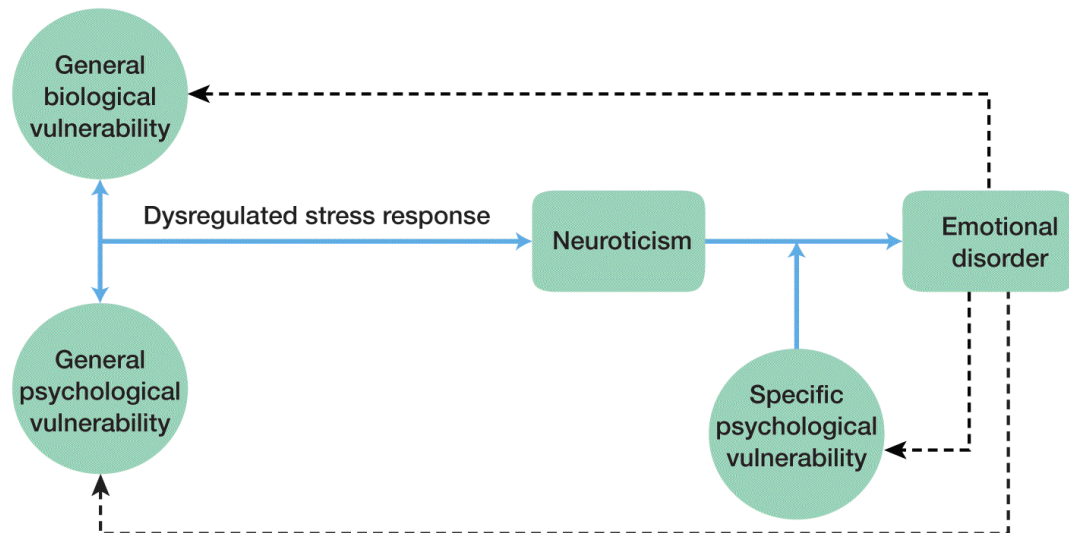 General
biological
vulnerability
Dysregulated stress response
Neuroticism
Emotional
disorder
General
psychological
vulnerability
Specific
psychological
vulnerability